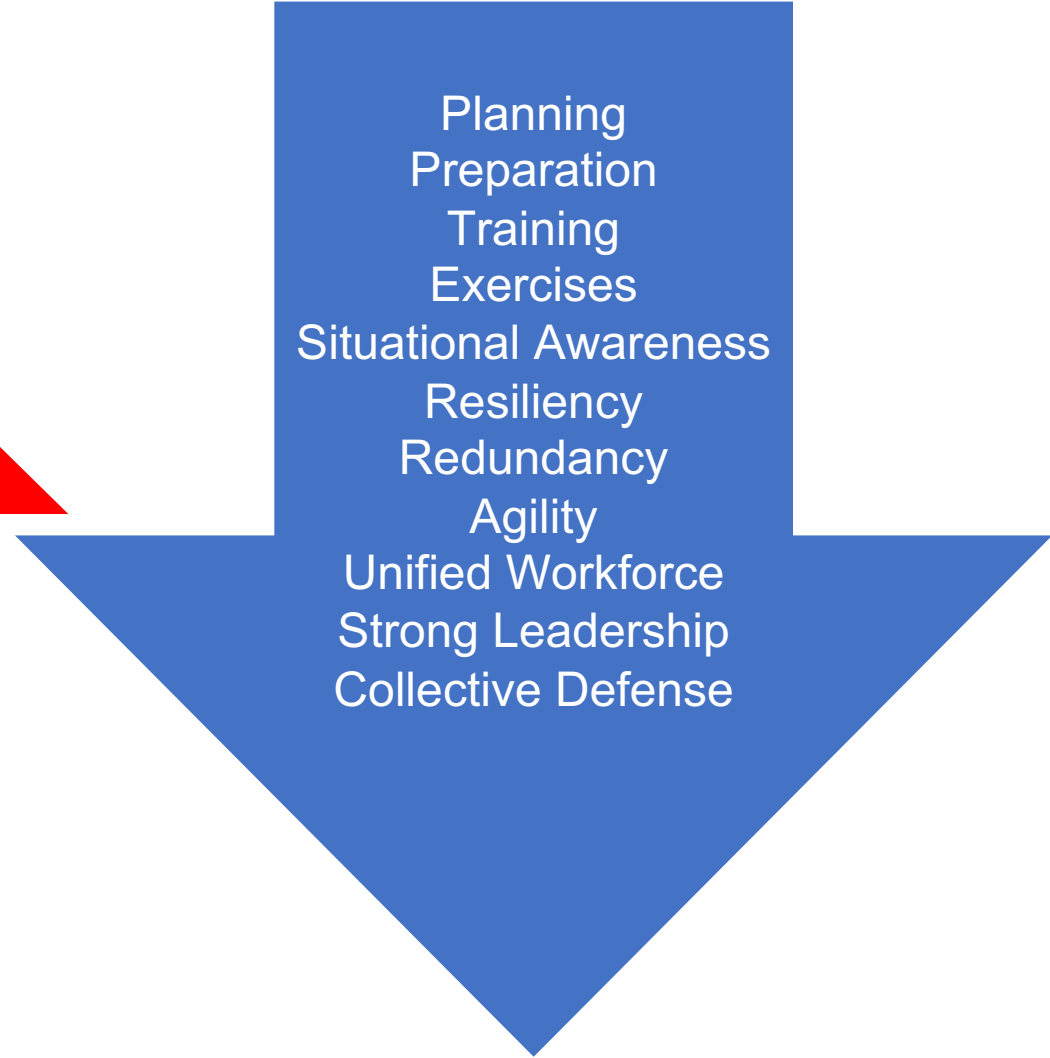 Planning
Preparation
Training
Exercises
Situational Awareness
Resiliency
Redundancy
Agility
Unified Workforce
Strong Leadership
Collective Defense